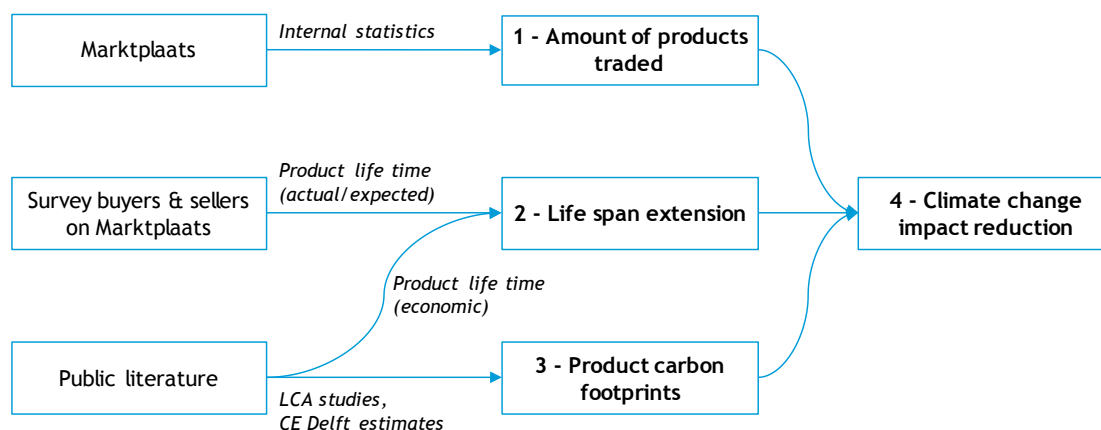 Marktplaats
Internal statistics
1 - Amount of products
traded
Survey buyers & sellers
on Marktplaats
Product life time
(actual/expected)
2 - Life span extension
4 - Climate change
impact reduction
Product life time
(economic)
Public literature
LCA studies,
CE Delft estimates
3 - Product carbon
footprints